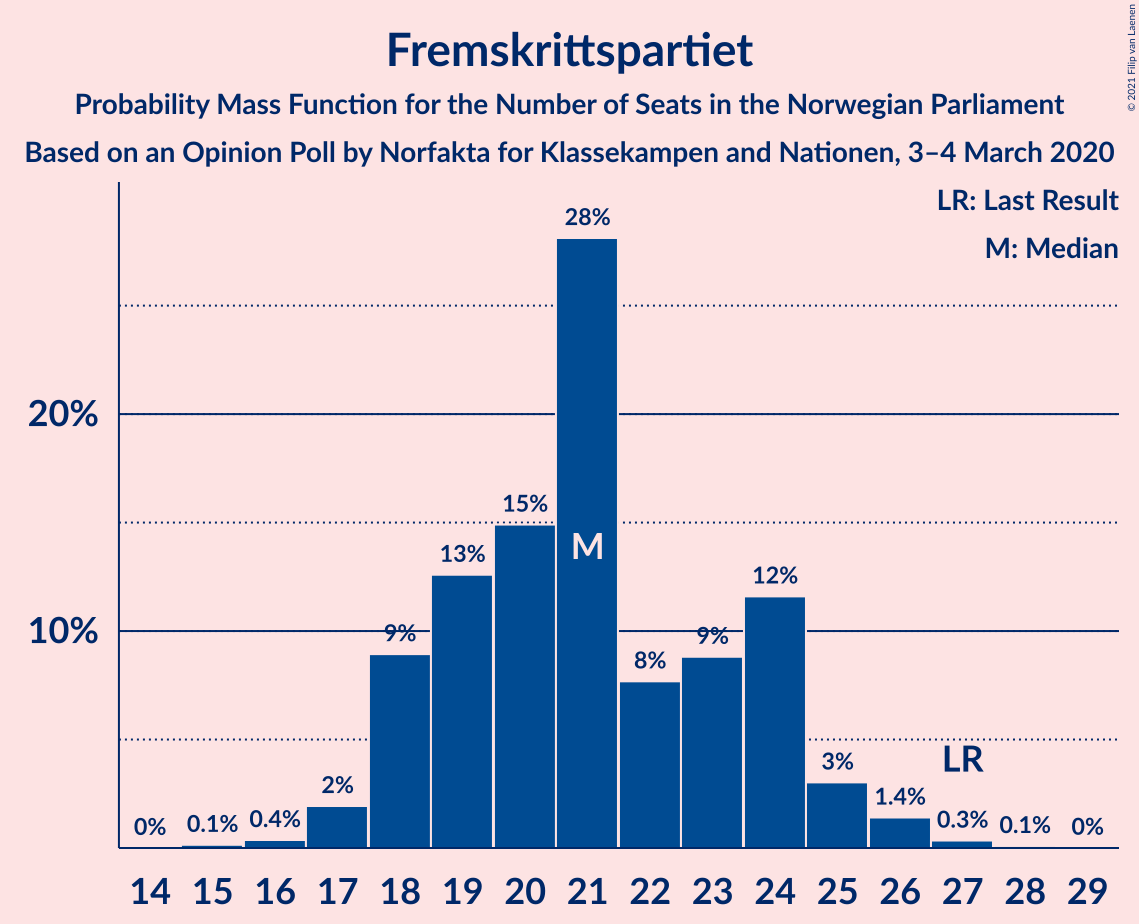 Fremskrittspartiet
Probability Mass Function for the Number of Seats in the Norwegian Parliament
Based on an Opinion Poll by Norfakta for Klassekampen and Nationen, 3–4 March 2020
© 2021 Filip van Laenen
LR: Last Result
M: Median
28%
20%
15%
M
13%
12%
10%
9%
9%
8%
LR
3%
2%
1.4%
0%
0.1%
0.4%
0.3%
0.1%
0%
14 15 16 17 18 19 20 21 22 23 24 25 26 27 28 29